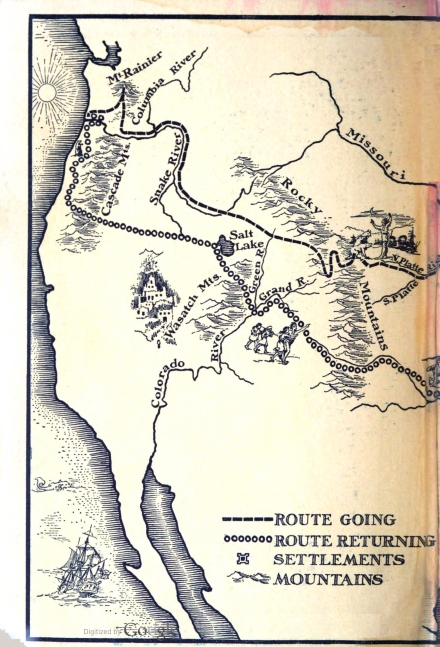 Mt. Rainier
Columbia River
Missouri
Cascade Mts.
Snake River
Rocky
Mountains
Salt
Lake
N. Platte
S. Platte
Green R.
Grand R.
Wasatch Mts.
Colorado
River
ROUTE GOING
ROUTE RETURNING
SETTLEMENTS
MOUNTAINS
Digitized by Google